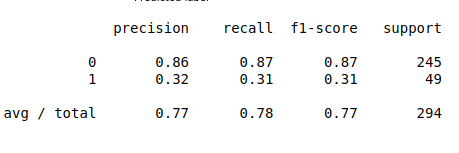 precision recall f1-score support
0 0.86 0.87 0.87 245
1 0.32 0.31 0.31 49
avg / total 0.77 0.78 0.77 294